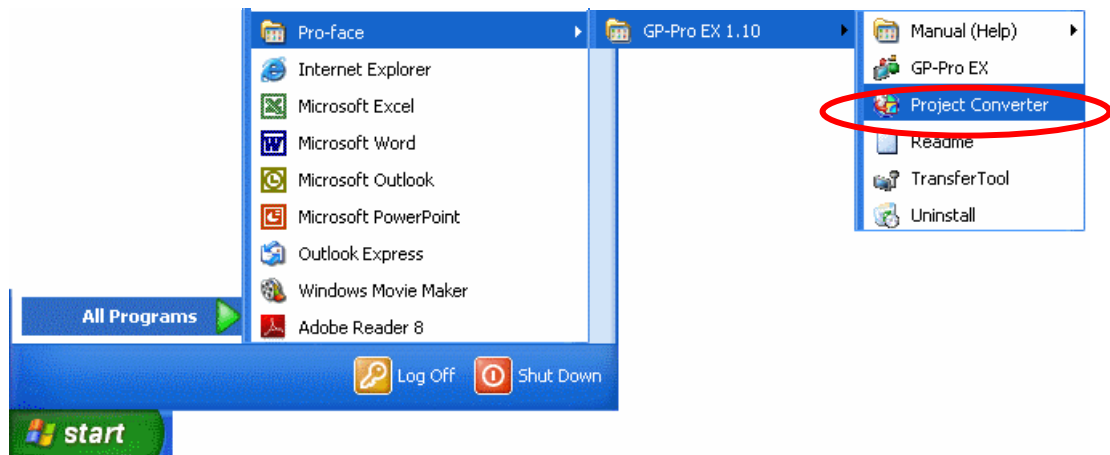 Pro-face
Internet Explorer
Microsoft Excel
Microsoft Word
Microsoft Outlook
Microsoft PowerPoint
Outlook Express
Windows Movie Maker
Adobe Reader 8
All Programs
Log Off
Shut Down
start
GP-Pro EX 1.10
Manual (Help)
GP-Pro EX
Project Converter
Readme
TransferTool
Uninstall